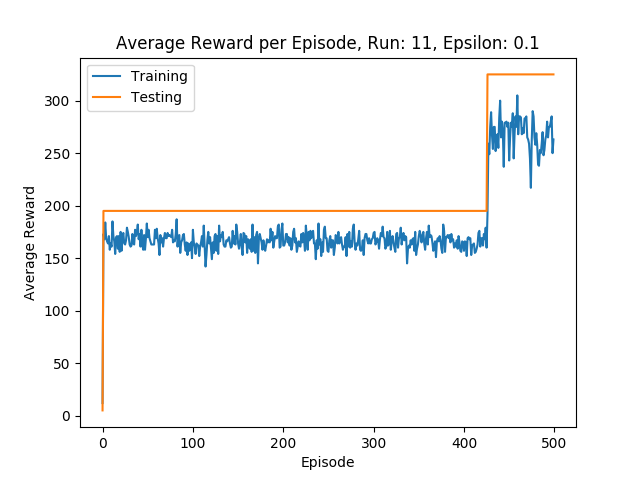 Average Reward per Episode, Run: 11, Epsilon: 0.1
Training
Testing
Average Reward
300
250
200
150
100
50
0
0 100 200 300 400 500
Episode